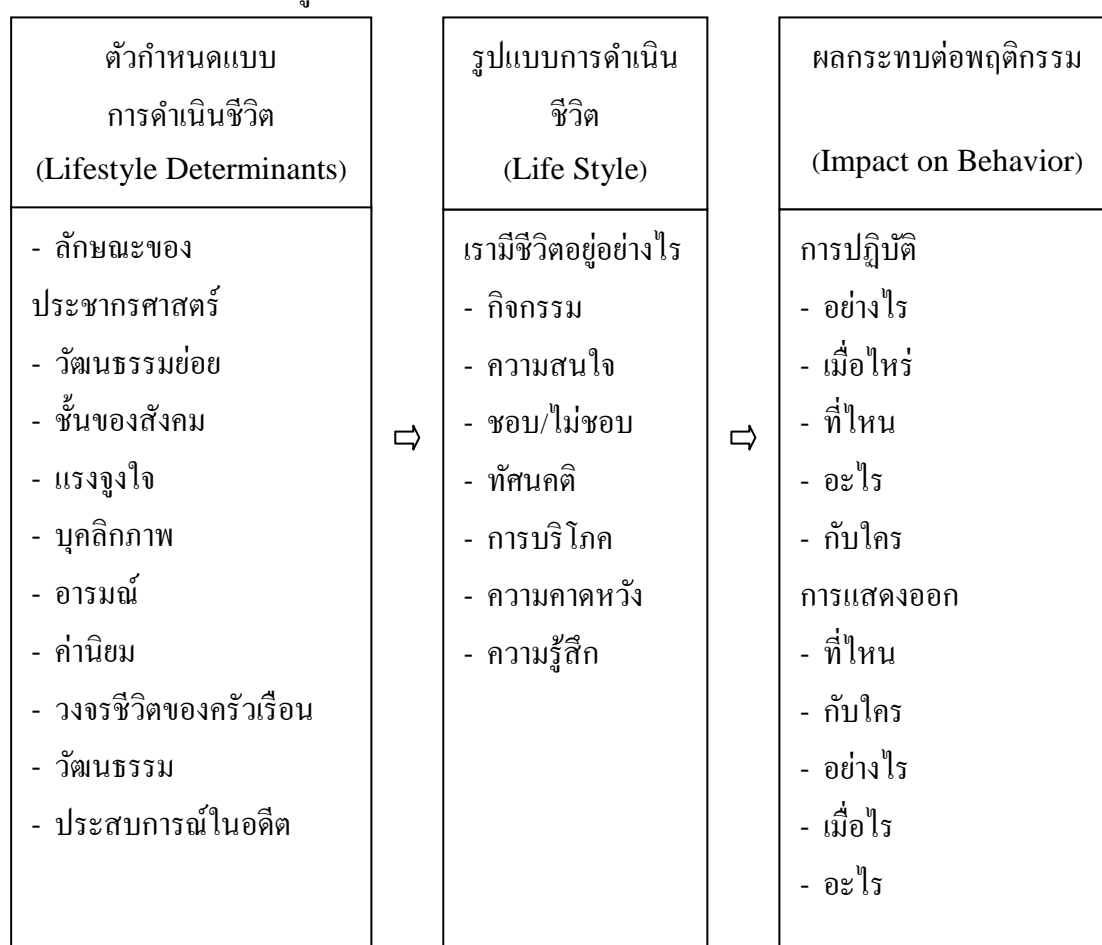 ตัวกำหนดแบบ
การดำเนินชีวิต
(Lifestyle Determinants)
- ลักษณะของ
ประชากรศาสตร์
- วัฒนธรรมย่อย
- ชั้นของสังคม
- แรงจูงใจ
- บุคลิกภาพ
- อารมณ์
- ค่านิยม
- วงจรชีวิตของครัวเรือน
- วัฒนธรรม
- ประสบการณ์ในอดีต
รูปแบบการดำเนิน
ชีวิต
(Life Style)
เรามีชีวิตอยู่อย่างไร
- กิจกรรม
- ความสนใจ
- ชอบ/ไม่ชอบ
- ทัศนคติ
- การบริโภค
- ความคาดหวัง
- ความรู้สึก
ผลกระทบต่อพฤติกรรม
(Impact on Behavior)
การปฏิบัติ
- อย่างไร
- เมื่อไหร่
- ที่ไหน
- อะไร
- กับใคร
การแสดงออก
- ที่ไหน
- กับใคร
- อย่างไร
- เมื่อไร
- อะไร